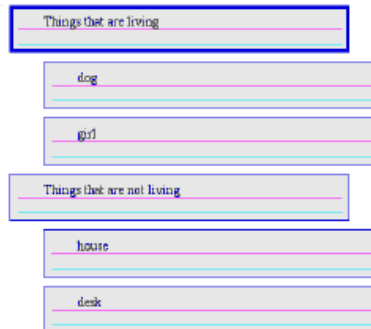 Things that are living
dog
girl
Things that are not living
house
desk